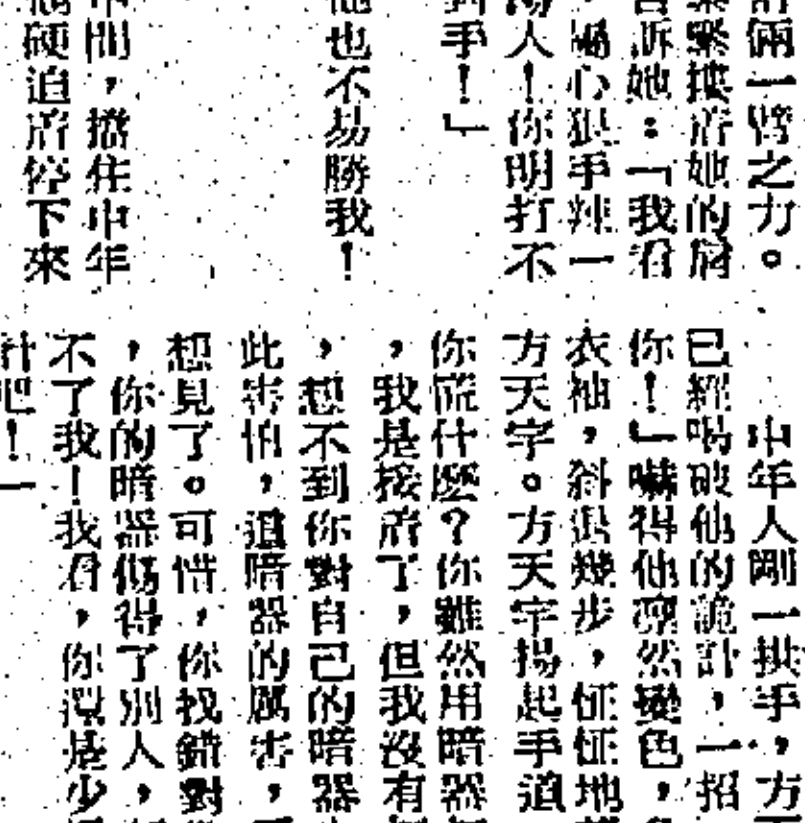 倆一臂之力。
緊摟着她的肩
訴她：「我看
心狠手辣一
傷人！你明打不
手！」
他也不易勝我！
中間，擋住中年
硬迫着停下來
中年人剛一拱手，方
已經喝破他的詭計，一招
你！」嚇得他凜然變色，
衣袖，斜退幾步，怔怔地
方天宇。方天宇揚起手道
你慌什麼？你雖然用暗器
，我是接着了，但我沒有
，想不到你對自己的暗器
此害怕，這暗器的厲害，
想見了。可惜，你找錯對
，你的暗器傷得了別人，
不了我！我看，你還是少
計吧！」